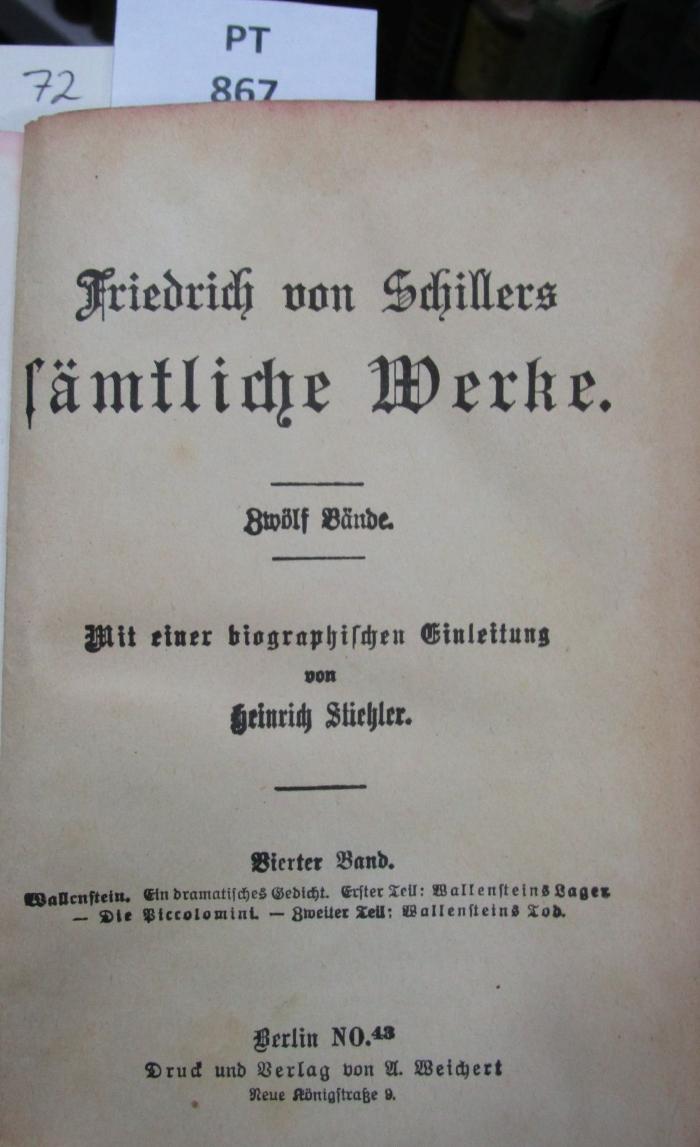 72
PT
867
Friedrich von Schillers
ſämtliche Werke.
Zwölf Bände.
Mit einer biographiſchen Einleitung
von
Heinrich Stiehler.
Vierter Band.
Wallenſtein. Ein dramatiſches Gedicht. Erſter Teil: Wallenſteins Lager
— Die Piccolomini. — Zweiter Teil: Wallenſteins Tod.
Berlin NO.43
Druck und Verlag von A. Weichert
Neue Königſtraße 9.